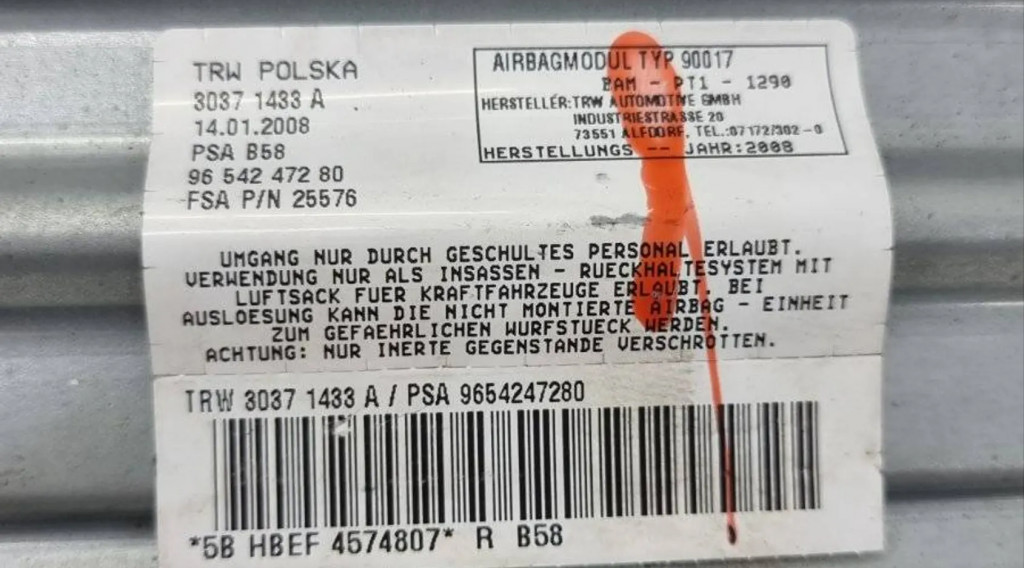 TRW POLSKA
3037 1433 A
14.01.2008
PSA B58
96 542 472 80
FSA P/N 25576
AIRBAGMODUL TYP 90017
BAM - PT1 - 1290
HERSTELLER:TRW AUTOMOTIVE GMBH
INDUSTRIESTRASSE 20
73551 ALFDORF, TEL.:07172/302-0
HERSTELLUNGS -- JAHR:2008
UMGANG NUR DURCH GESCHULTES PERSONAL ERLAUBT.
VERWENDUNG NUR ALS INSASSEN - RUECKHALTESYSTEM MIT
LUFTSACK FUER KRAFTFAHRZEUGE ERLAUBT. BEI
AUSLOESUNG KANN DIE NICHT MONTIERTE AIRBAG - EINHEIT
ZUM GEFAEHRLICHEN WURFSTUECK WERDEN.
ACHTUNG: NUR INERTE GEGENSTANDE VERSCHROTTEN.
TRW 3037 1433 A / PSA 9654247280
*5B HBEF 4574807* R B58